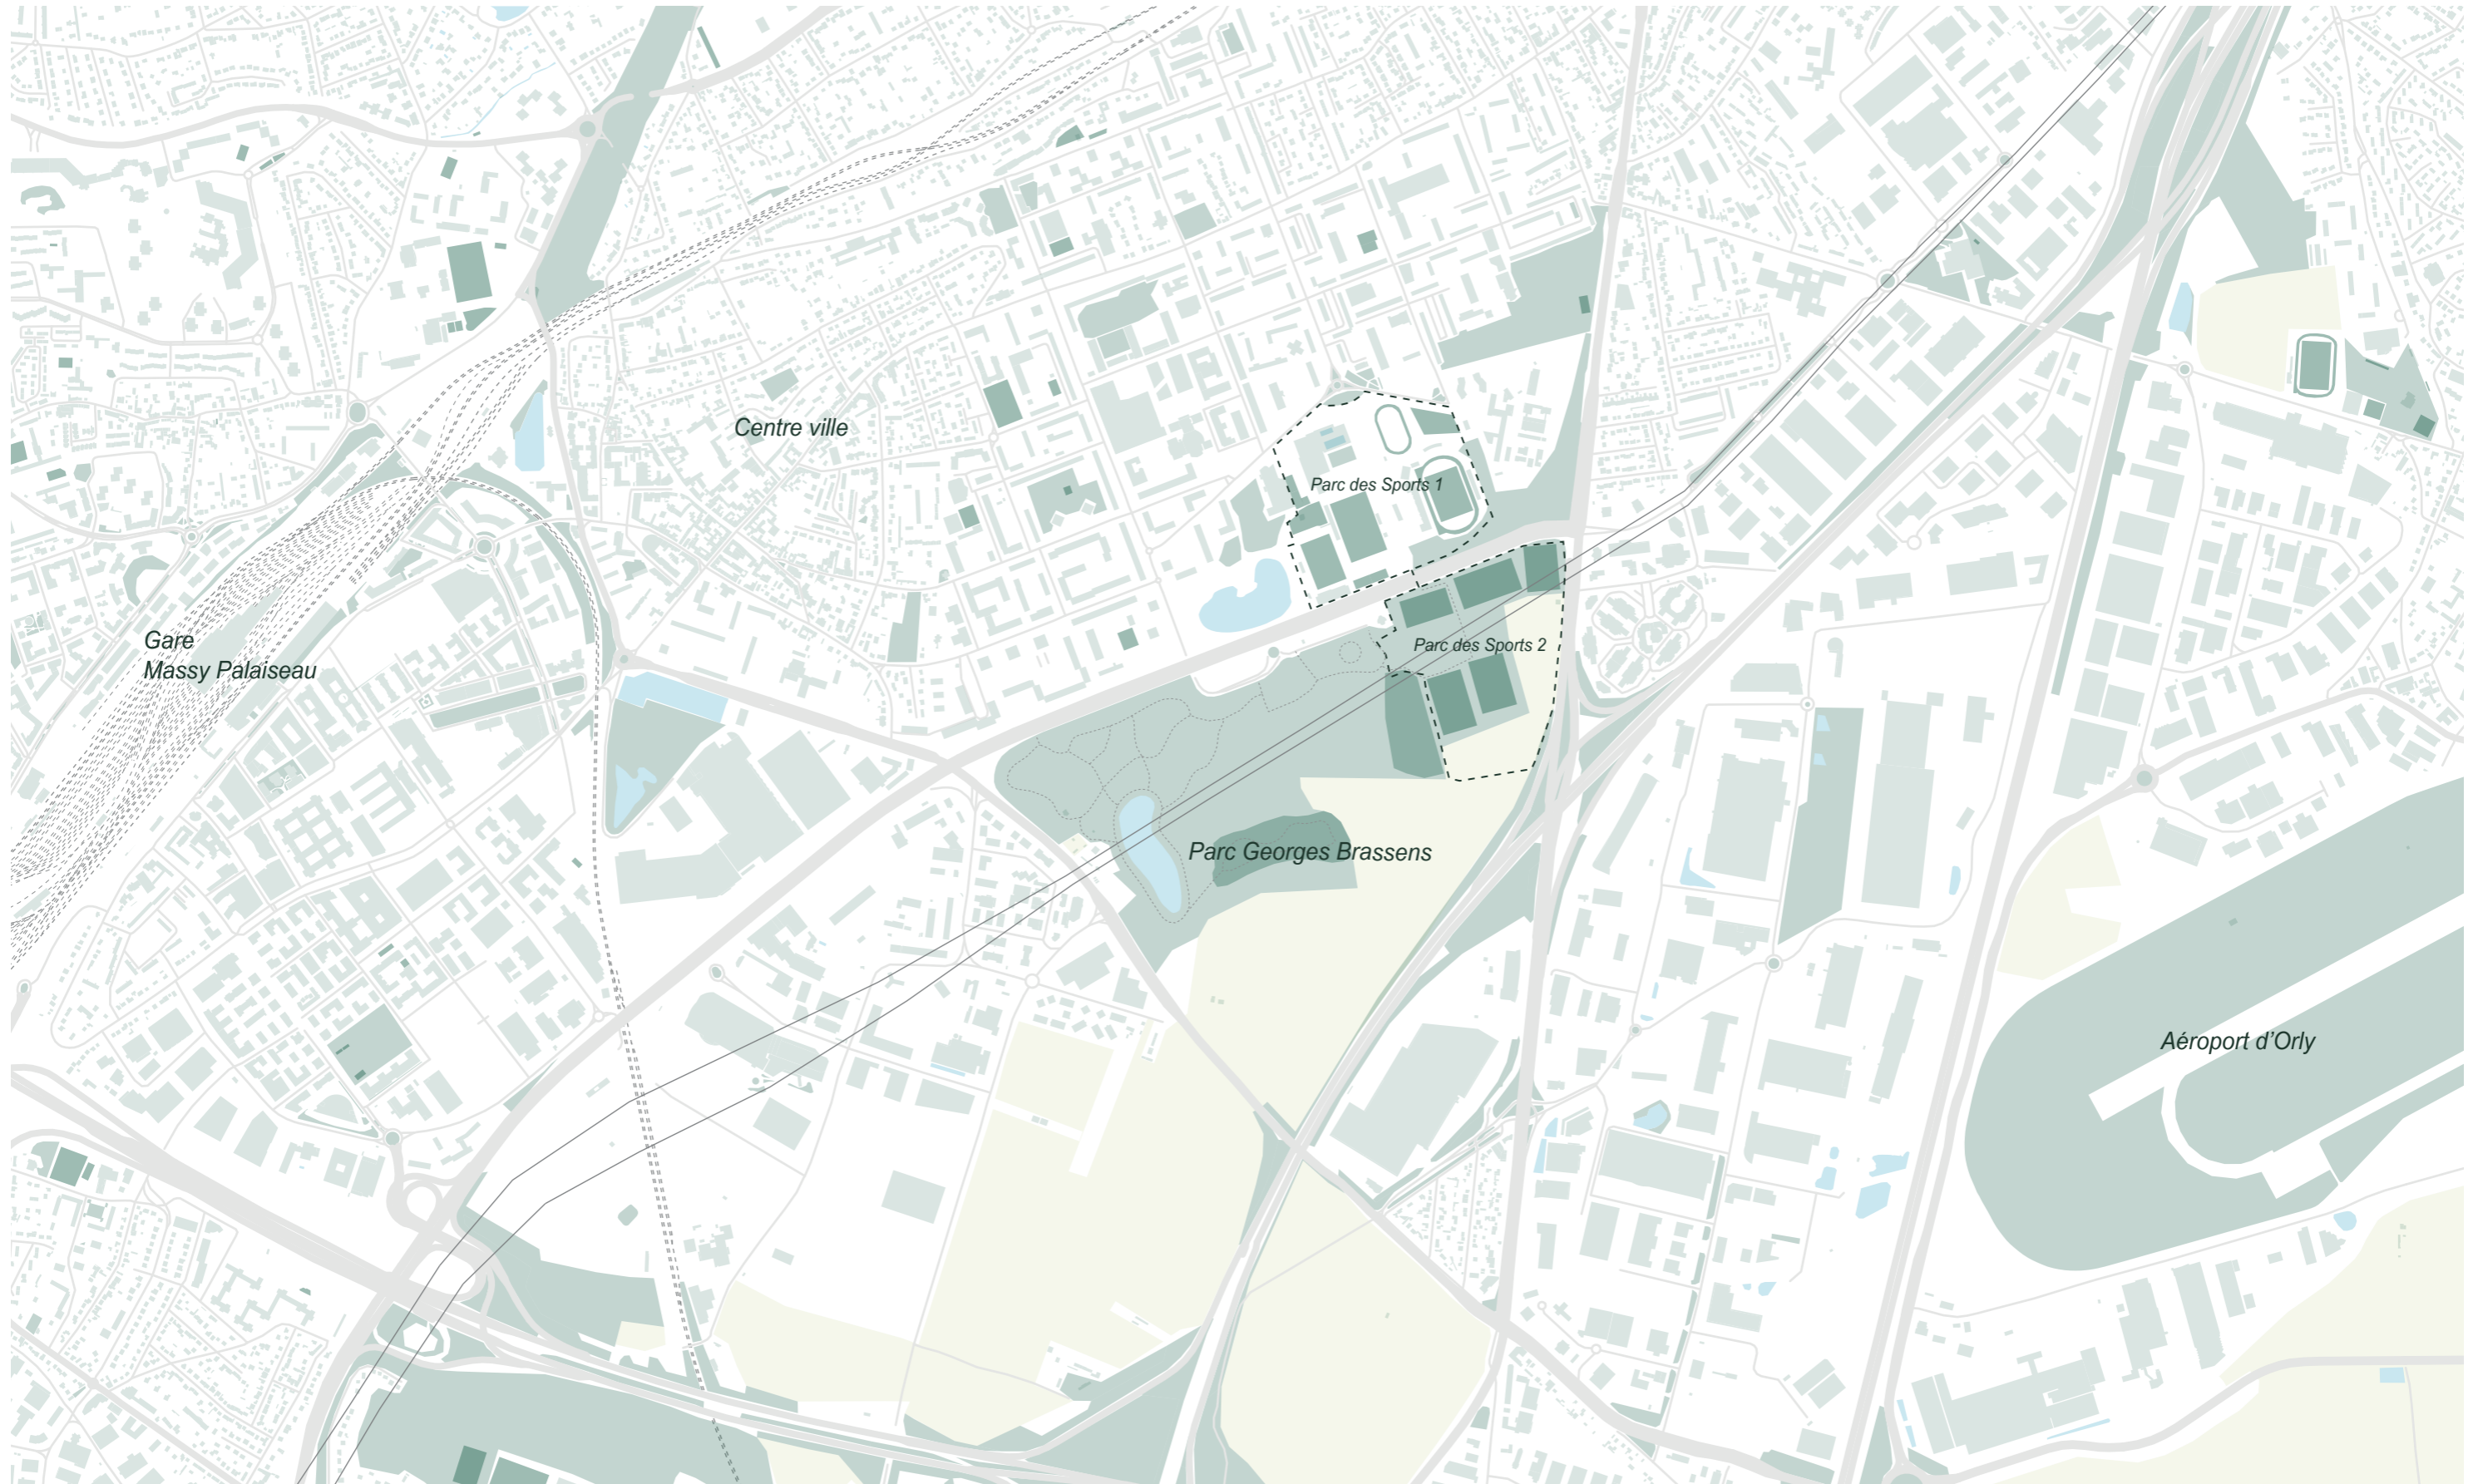 Centre ville
Parc des Sports 1
Gare
Massy Palaiseau
Parc des Sports 2
Parc Georges Brassens
Aéroport d'Orly